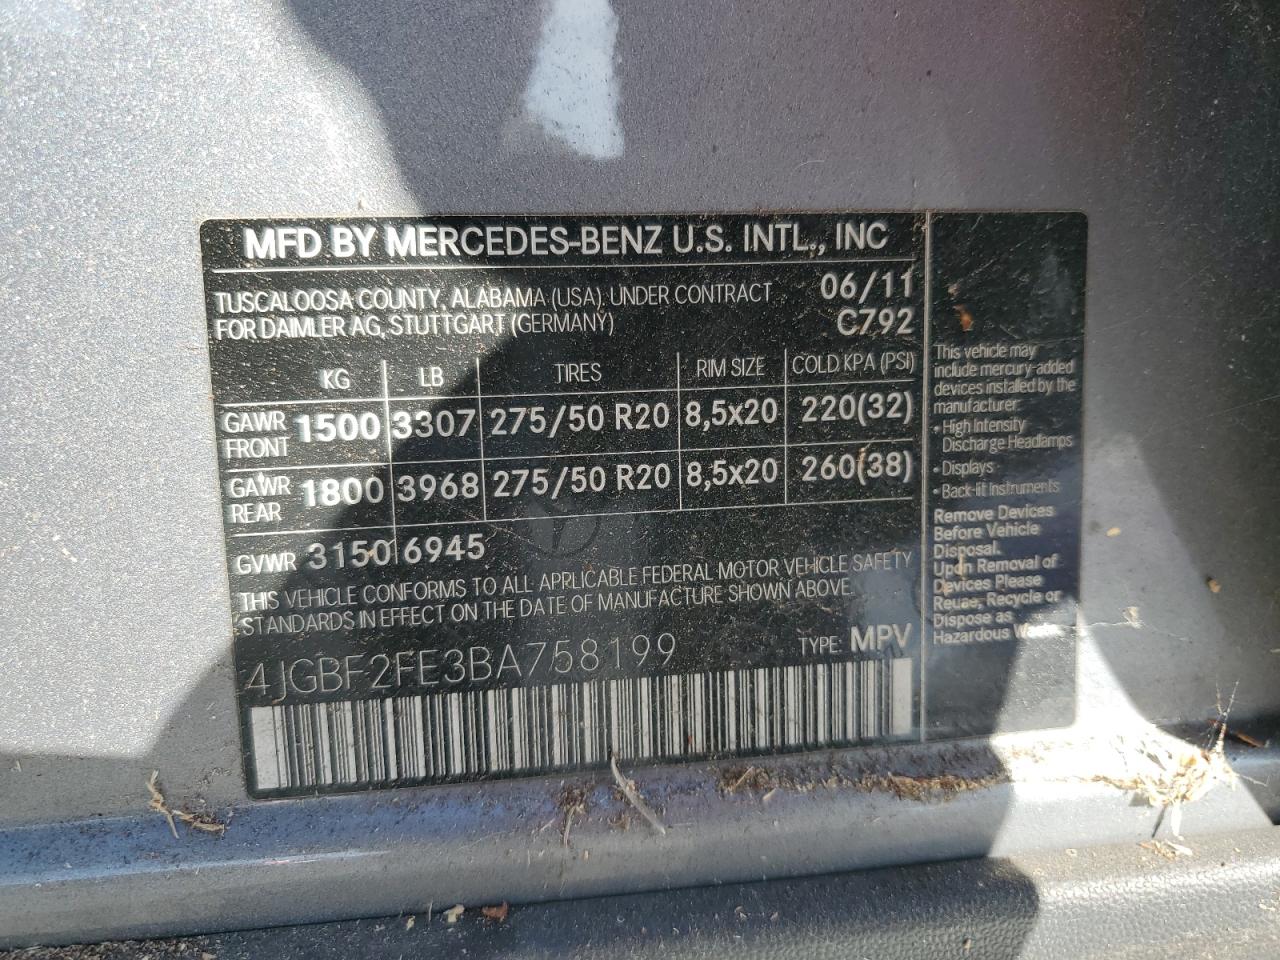 MFD BY MERCEDES-BENZ U.S. INTL., INC
TUSCALOOSA COUNTY, ALABAMA (USA), UNDER CONTRACT 06/11
FOR DAIMLER AG, STUTTGART (GERMANY) C792
KG LB TIRES RIM SIZE COLD KPA (PSI)
GAWR FRONT 1500 3307 275/50 R20 8,5x20 220(32)
GAWR REAR 1800 3968 275/50 R20 8,5x20 260(38)
GVWR 3150 6945
THIS VEHICLE CONFORMS TO ALL APPLICABLE FEDERAL MOTOR VEHICLE SAFETY
STANDARDS IN EFFECT ON THE DATE OF MANUFACTURE SHOWN ABOVE.
4JGBF2FE3BA758199 TYPE: MPV
This vehicle may
include mercury-added
devices installed by the
manufacturer:
• High Intensity
Discharge Headlamps
• Displays
• Back-lit Instruments
Remove Devices
Before Vehicle
Disposal.
Upon Removal of
Devices Please
Reuse, Recycle or
Dispose as
Hazardous